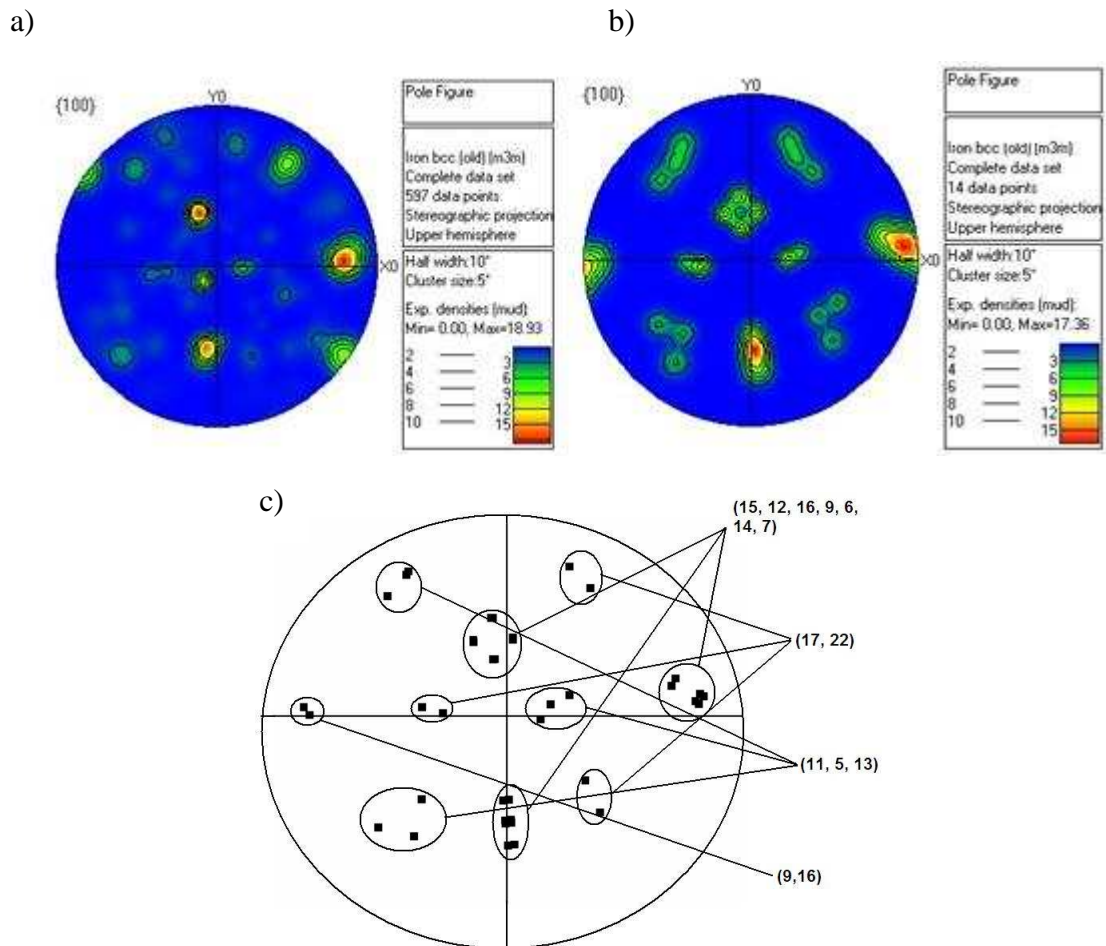 a)
b)
{100}
Y0
X0
Pole Figure
Iron bcc (old) (m3m)
Complete data set
597 data points
Stereographic projection
Upper hemisphere
Half width:10°
Cluster size:5°
Exp. densities (mud):
Min= 0.00, Max=18.93
2
4
6
8
10
3
6
9
12
15
{100}
Y0
X0
Pole Figure
Iron bcc (old) (m3m)
Complete data set
14 data points
Stereographic projection
Upper hemisphere
Half width:10°
Cluster size:5°
Exp. densities (mud):
Min= 0.00, Max=17.36
2
4
6
8
10
3
6
9
12
15
c)
(15, 12, 16, 9, 6,
14, 7)
(17, 22)
(11, 5, 13)
(9,16)